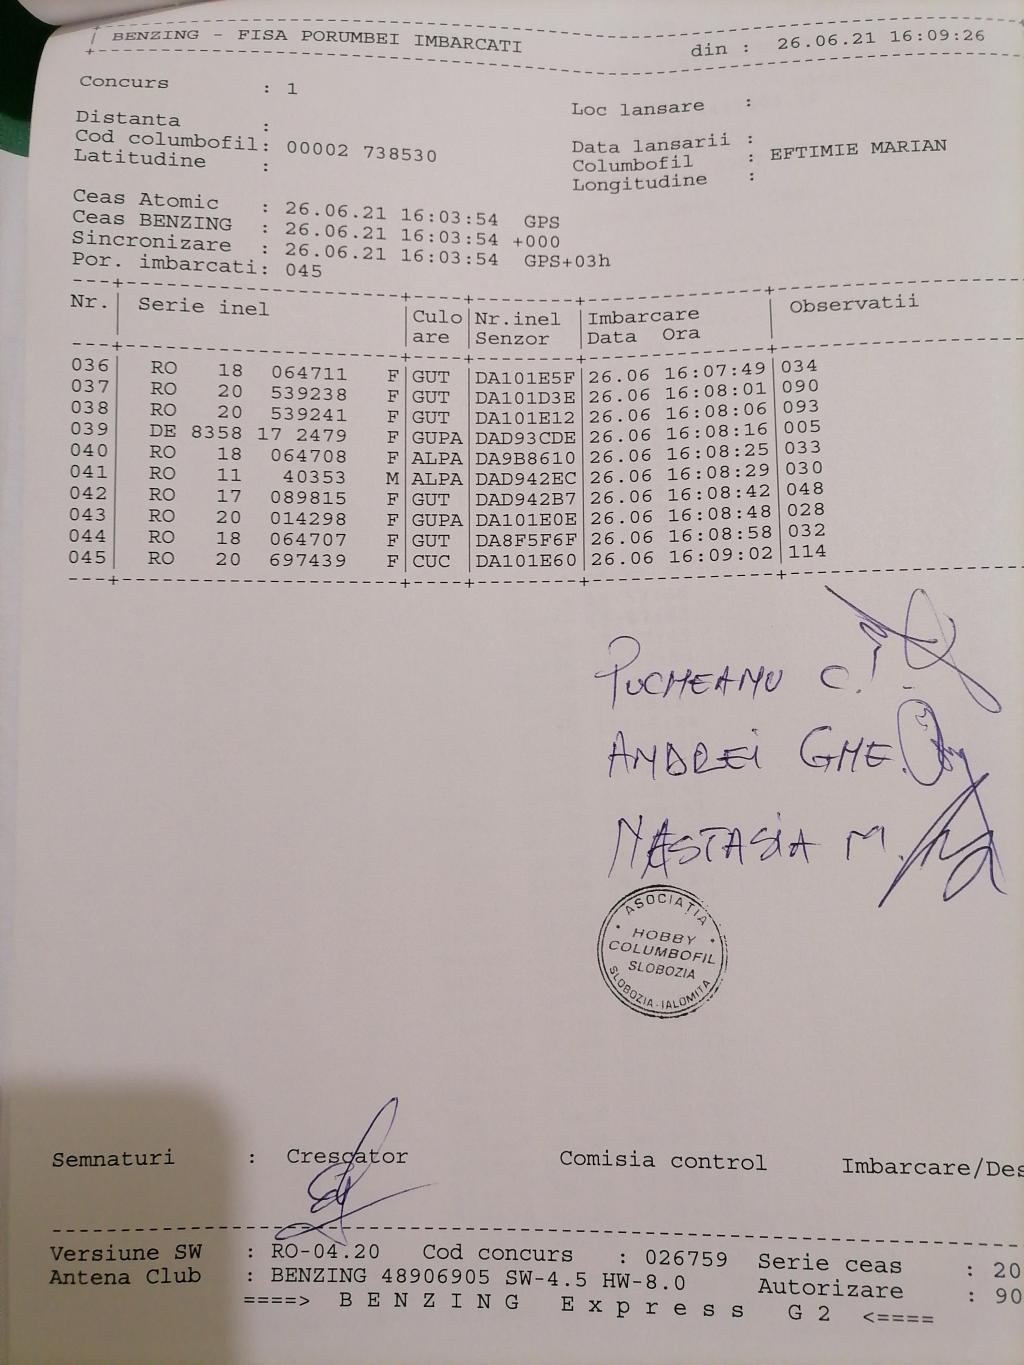 BENZING - FISA PORUMBEI IMBARCATI din : 26.06.21 16:09:26
Concurs : 1 Loc lansare :
Distanta : Data lansarii :
Cod columbofil: 00002 738530 Columbofil : EFTIMIE MARIAN
Latitudine : Longitudine :
Ceas Atomic : 26.06.21 16:03:54 GPS
Ceas BENZING : 26.06.21 16:03:54 +000
Sincronizare : 26.06.21 16:03:54 GPS+03h
Por. imbarcati: 045
Nr. Serie inel Culo Nr.inel Imbarcare Observatii
are Senzor Data Ora
036 RO 18 064711 F GUT DA101E5F 26.06 16:07:49 034
037 RO 20 539238 F GUT DA101D3E 26.06 16:08:01 090
038 RO 20 539241 F GUT DA101E12 26.06 16:08:06 093
039 DE 8358 17 2479 F GUPA DAD93CDE 26.06 16:08:16 005
040 RO 18 064708 F ALPA DA9B8610 26.06 16:08:25 033
041 RO 11 40353 M ALPA DAD942EC 26.06 16:08:29 030
042 RO 17 089815 F GUT DAD942B7 26.06 16:08:42 048
043 RO 20 014298 F GUPA DA101E0E 26.06 16:08:48 028
044 RO 18 064707 F GUT DA8F5F6F 26.06 16:08:58 032
045 RO 20 697439 F CUC DA101E60 26.06 16:09:02 114
PUCHEANU C.
ANDREI GHE.
NASTASIA M.
ASOCIAȚIA
HOBBY
COLUMBOFIL
SLOBOZIA
SLOBOZIA-IALOMITA
Semnaturi : Crescator Comisia control Imbarcare/Des
Versiune SW : RO-04.20 Cod concurs : 026759 Serie ceas : 20
Antena Club : BENZING 48906905 SW-4.5 HW-8.0 Autorizare : 90
====> B E N Z I N G E x p r e s s G 2 <====